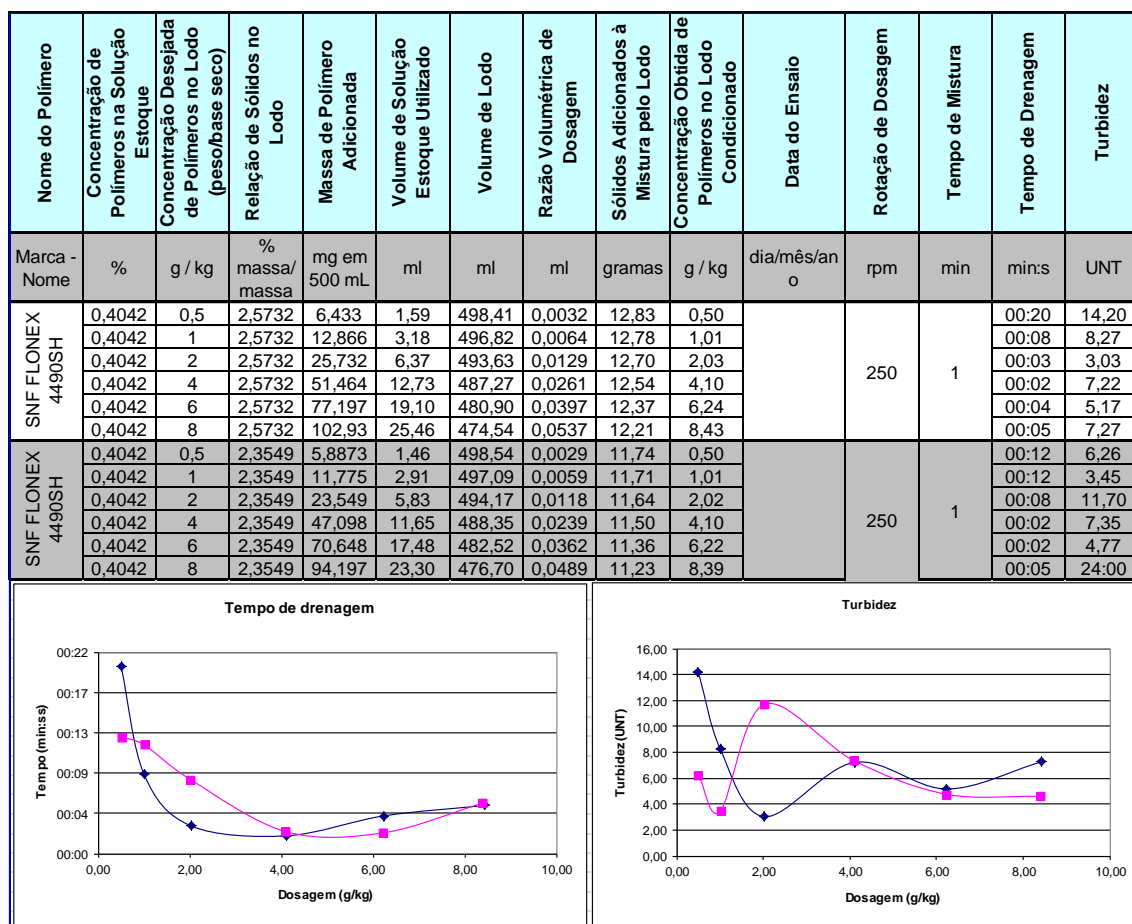 Nome do Polímero | Concentração de Polímeros na Solução Estoque | Concentração Desejada de Polímeros no Lodo (peso/base seco) | Relação de Sólidos no Lodo | Massa de Polímero Adicionada | Volume de Solução Estoque Utilizado | Volume de Lodo | Razão Volumétrica de Dosagem | Sólidos Adicionados à Mistura pelo Lodo | Concentração Obtida de Polímeros no Lodo Condicionado | Data do Ensaio | Rotação de Dosagem | Tempo de Mistura | Tempo de Drenagem | Turbidez
Marca - Nome | % | g / kg | % massa/ massa | mg em 500 mL | ml | ml | ml | gramas | g / kg | dia/mês/an o | rpm | min | min:s | UNT
SNF FLONEX 4490SH
0,4042 | 0,5 | 2,5732 | 6,433 | 1,59 | 498,41 | 0,0032 | 12,83 | 0,50 | 00:20 | 14,20
0,4042 | 1 | 2,5732 | 12,866 | 3,18 | 496,82 | 0,0064 | 12,78 | 1,01 | 00:08 | 8,27
0,4042 | 2 | 2,5732 | 25,732 | 6,37 | 493,63 | 0,0129 | 12,70 | 2,03 | 00:03 | 3,03
250 | 1
0,4042 | 4 | 2,5732 | 51,464 | 12,73 | 487,27 | 0,0261 | 12,54 | 4,10 | 00:02 | 7,22
0,4042 | 6 | 2,5732 | 77,197 | 19,10 | 480,90 | 0,0397 | 12,37 | 6,24 | 00:04 | 5,17
0,4042 | 8 | 2,5732 | 102,93 | 25,46 | 474,54 | 0,0537 | 12,21 | 8,43 | 00:05 | 7,27
SNF FLONEX 4490SH
0,4042 | 0,5 | 2,3549 | 5,8873 | 1,46 | 498,54 | 0,0029 | 11,74 | 0,50 | 00:12 | 6,26
0,4042 | 1 | 2,3549 | 11,775 | 2,91 | 497,09 | 0,0059 | 11,71 | 1,01 | 00:12 | 3,45
0,4042 | 2 | 2,3549 | 23,549 | 5,83 | 494,17 | 0,0118 | 11,64 | 2,02 | 00:08 | 11,70
250 | 1
0,4042 | 4 | 2,3549 | 47,098 | 11,65 | 488,35 | 0,0239 | 11,50 | 4,10 | 00:02 | 7,35
0,4042 | 6 | 2,3549 | 70,648 | 17,48 | 482,52 | 0,0362 | 11,36 | 6,22 | 00:02 | 4,77
0,4042 | 8 | 2,3549 | 94,197 | 23,30 | 476,70 | 0,0489 | 11,23 | 8,39 | 00:05 | 24:00
Tempo de drenagem
Tempo (min:ss)
00:22
00:17
00:13
00:09
00:04
00:00
0,00 2,00 4,00 6,00 8,00 10,00
Dosagem (g/kg)
Turbidez
Turbidez (UNT)
16,00
14,00
12,00
10,00
8,00
6,00
4,00
2,00
0,00
0,00 2,00 4,00 6,00 8,00 10,00
Dosagem (g/kg)